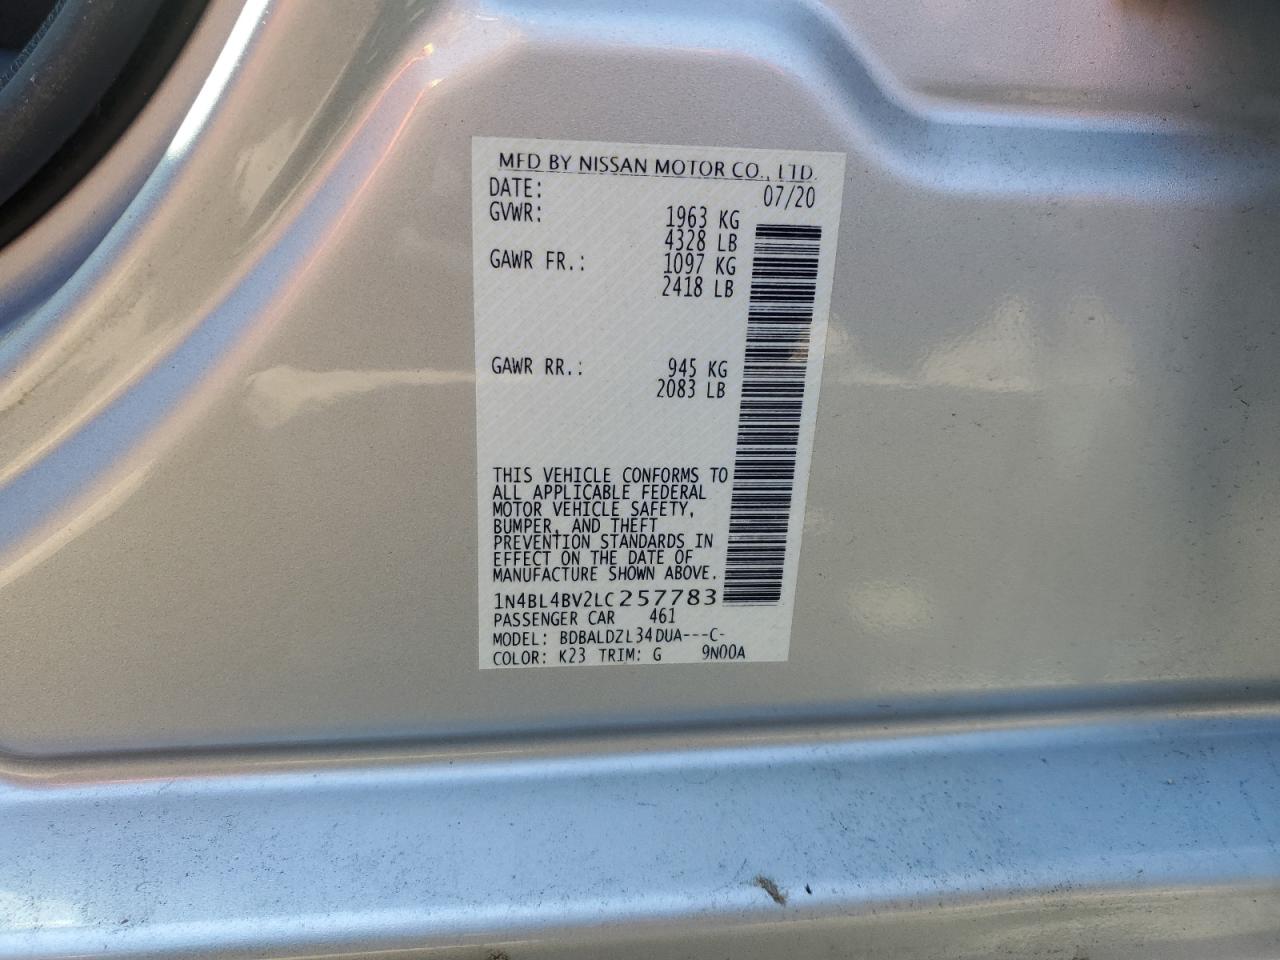 MFD BY NISSAN MOTOR CO., LTD.
DATE: 07/20
GVWR: 1963 KG
4328 LB
GAWR FR.: 1097 KG
2418 LB
GAWR RR.: 945 KG
2083 LB
THIS VEHICLE CONFORMS TO
ALL APPLICABLE FEDERAL
MOTOR VEHICLE SAFETY,
BUMPER, AND THEFT
PREVENTION STANDARDS IN
EFFECT ON THE DATE OF
MANUFACTURE SHOWN ABOVE.
1N4BL4BV2LC257783
PASSENGER CAR 461
MODEL: BDBALDZL34DUA---C-
COLOR: K23 TRIM: G 9N00A